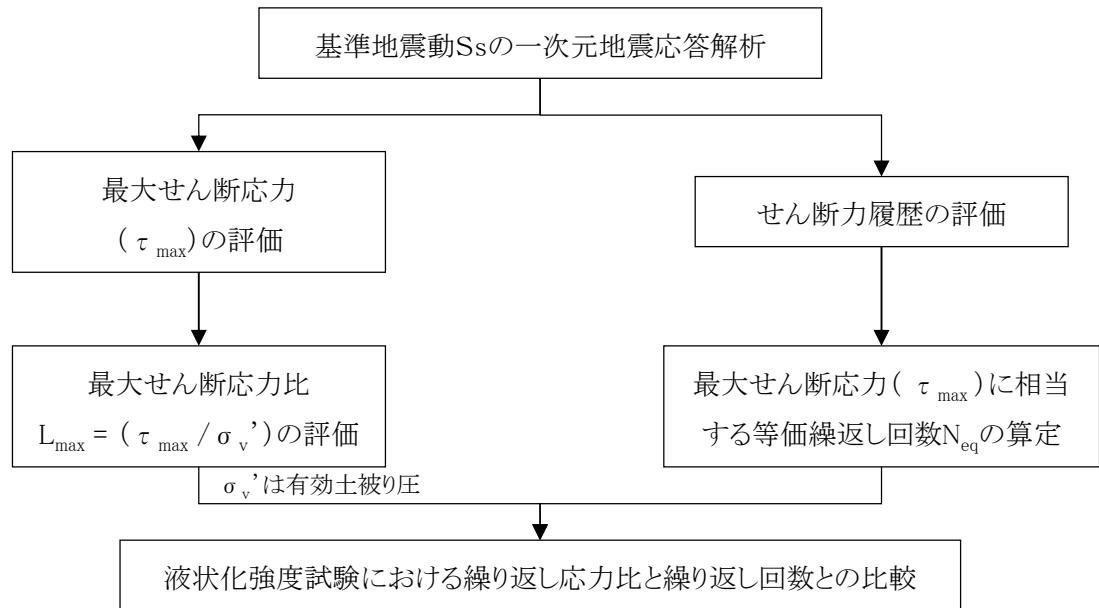 基準地震動Ssの一次元地震応答解析
最大せん断応力
(τmax)の評価
せん断力履歴の評価
最大せん断応力比
Lmax = (τmax / σv’)の評価
σv’は有効土被り圧
最大せん断応力(τmax)に相当
する等価繰返し回数Neqの算定
液状化強度試験における繰り返し応力比と繰り返し回数との比較